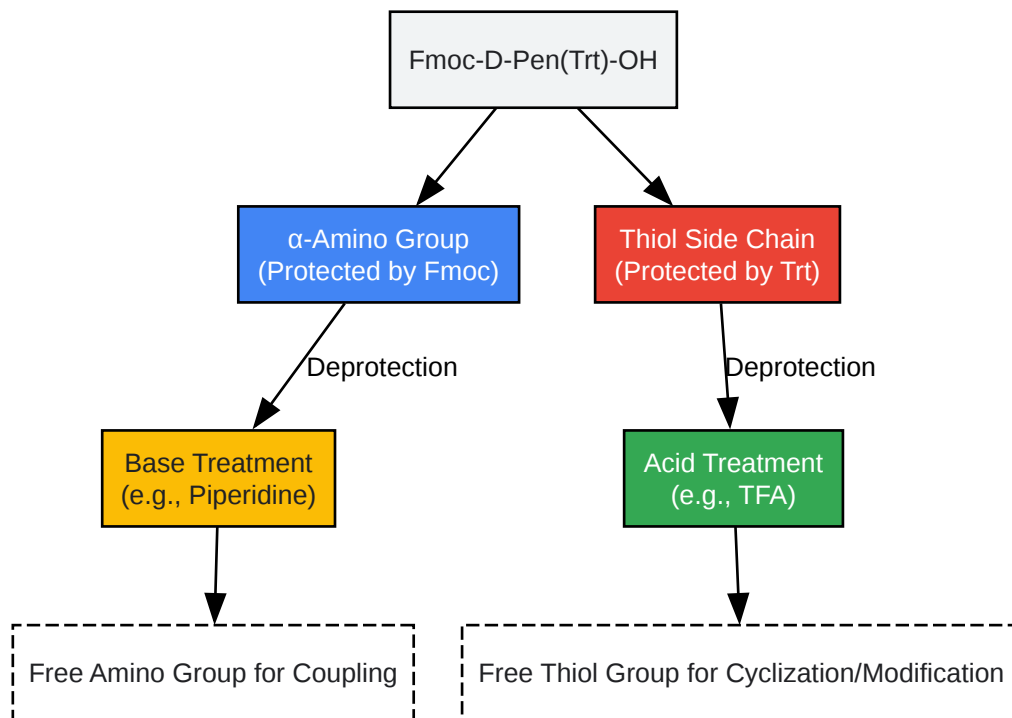 Fmoc-D-Pen(Trt)-OH
α-Amino Group
(Protected by Fmoc)
Thiol Side Chain
(Protected by Trt)
Deprotection
Deprotection
Base Treatment
(e.g., Piperidine)
Acid Treatment
(e.g., TFA)
Free Amino Group for Coupling
Free Thiol Group for Cyclization/Modification